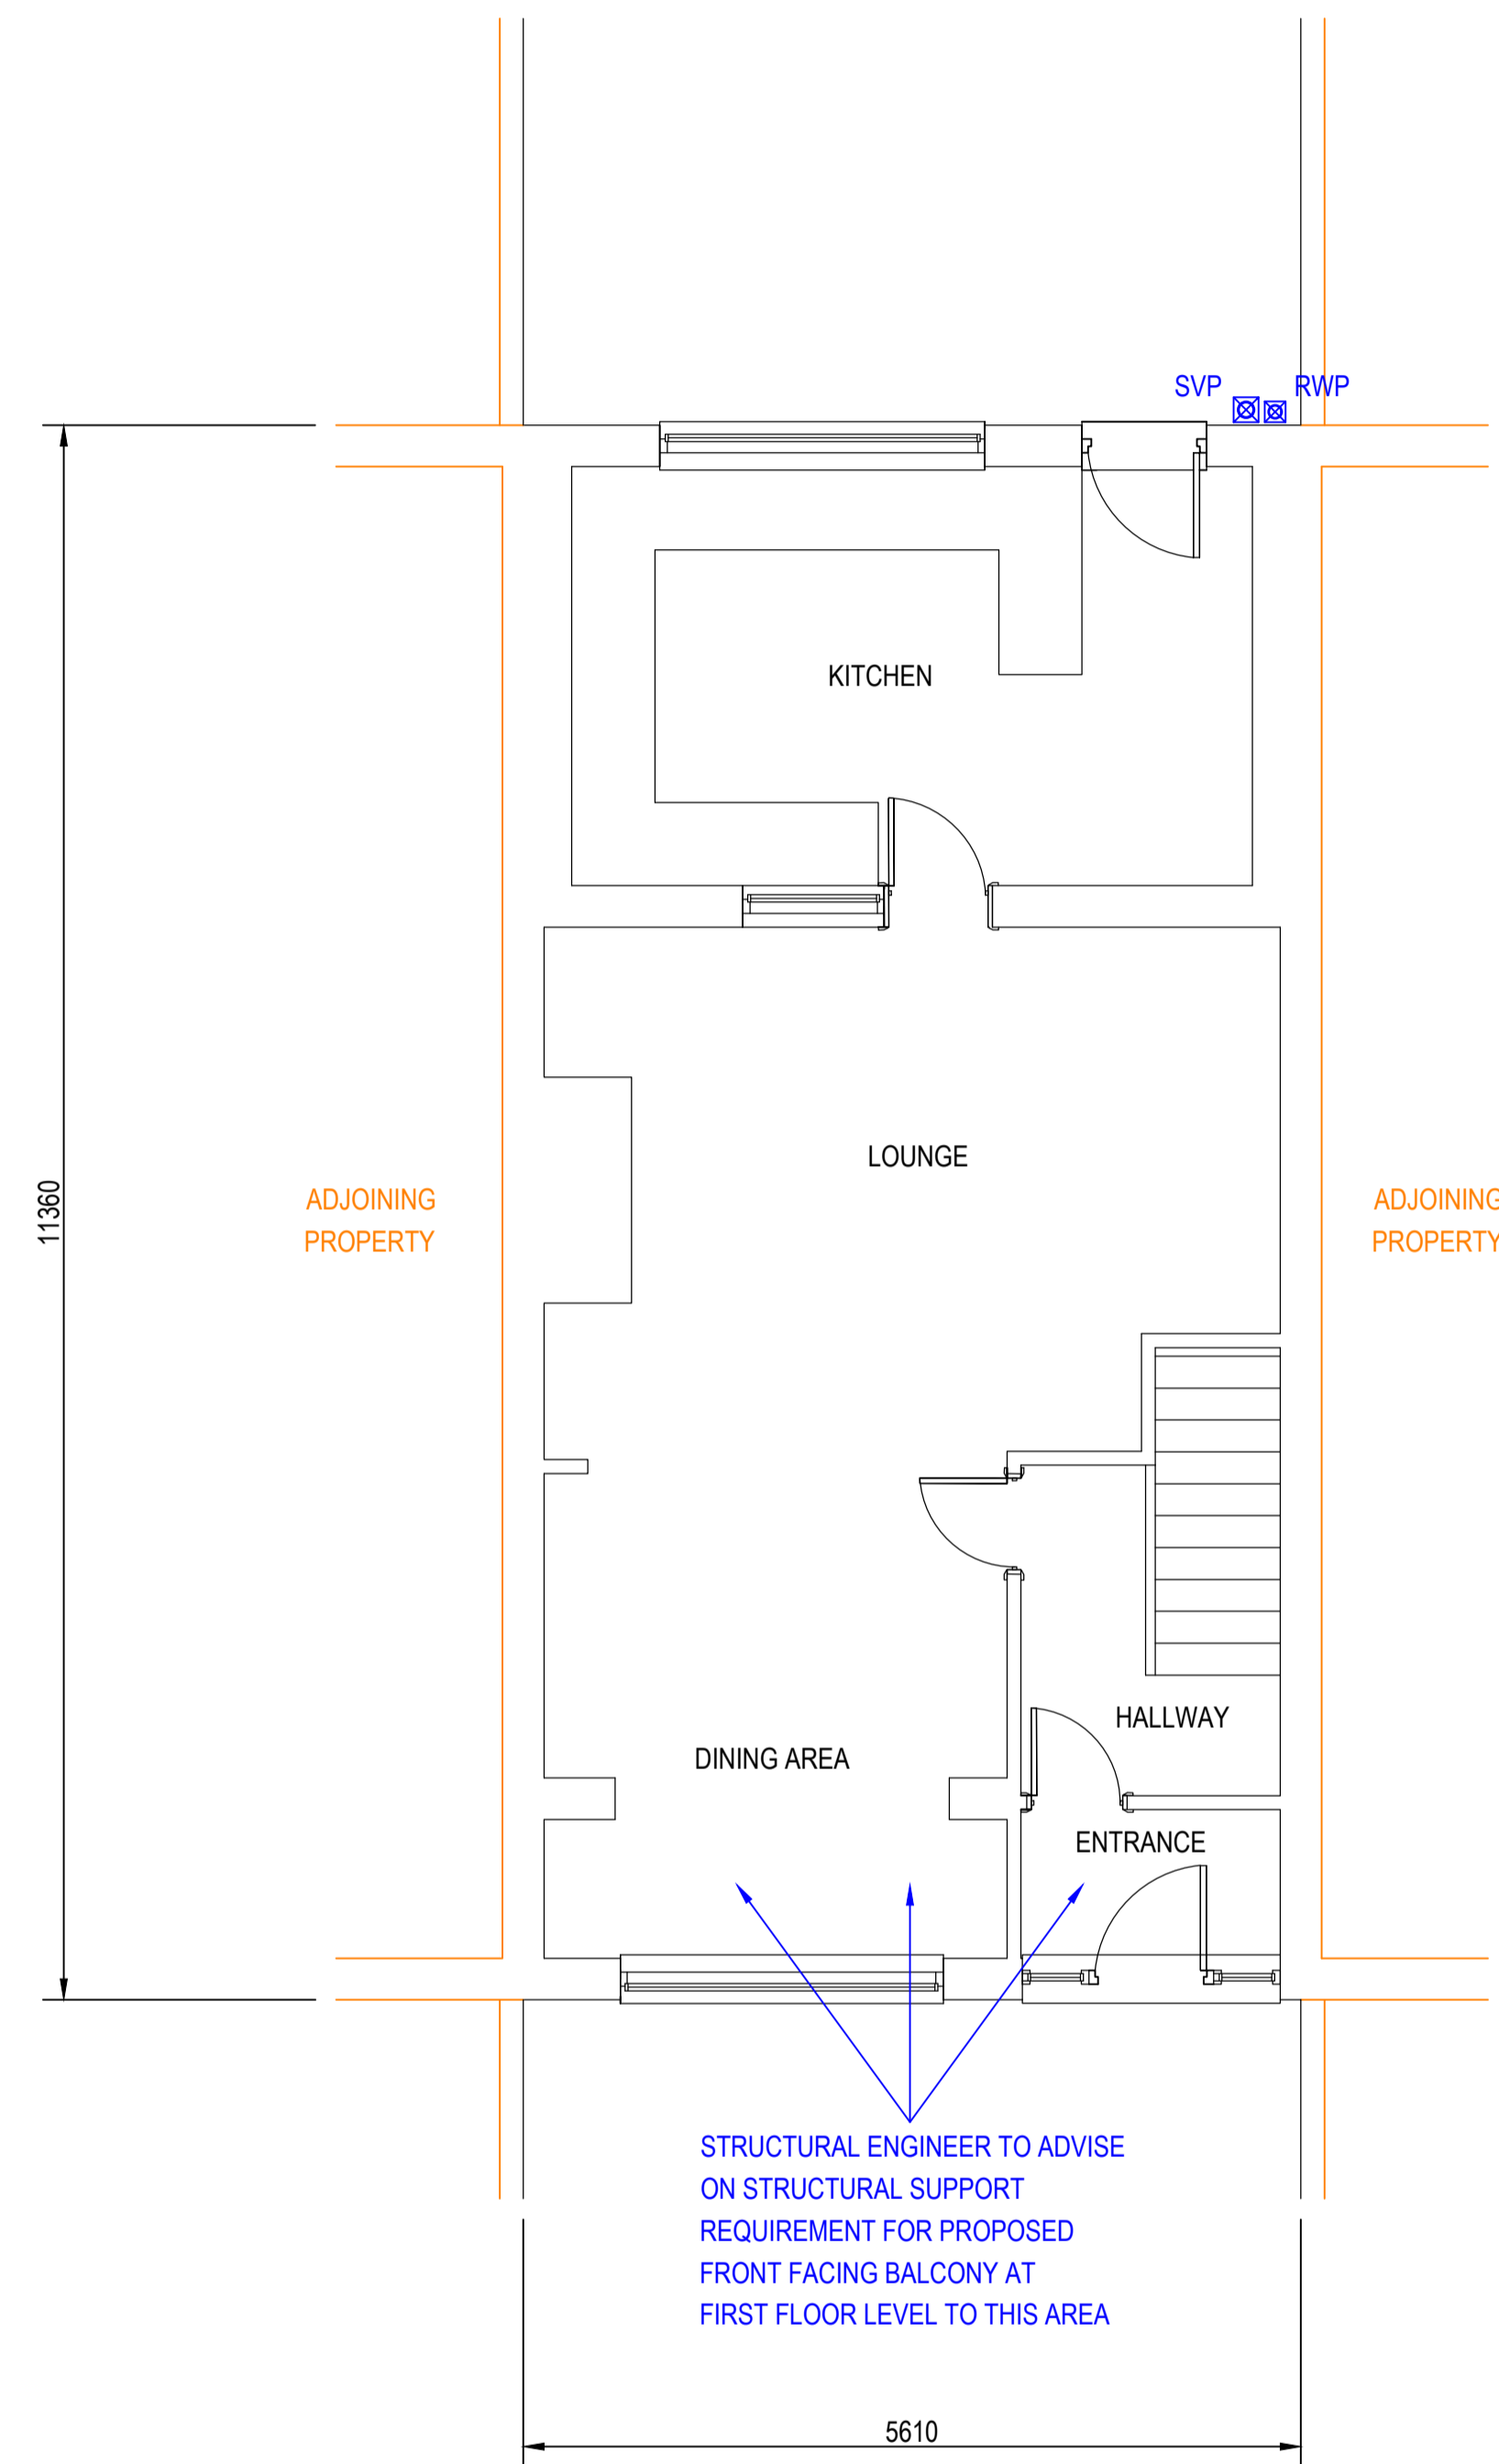 SVP RWP
KITCHEN
LOUNGE
11360
ADJOINING
PROPERTY
ADJOINING
PROPERTY
HALLWAY
DINING AREA
ENTRANCE
STRUCTURAL ENGINEER TO ADVISE
ON STRUCTURAL SUPPORT
REQUIREMENT FOR PROPOSED
FRONT FACING BALCONY AT
FIRST FLOOR LEVEL TO THIS AREA
5610